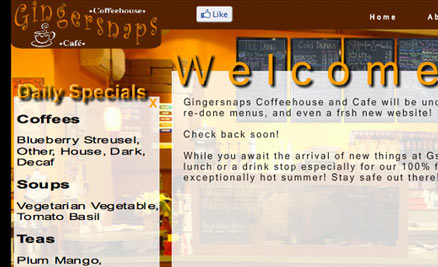 Gingersnaps
•Coffeehouse•
•Café•
Like
Home
Ab
Welcome
Daily Specials
x
Coffees
Blueberry Streusel,
Other, House, Dark,
Decaf
Soups
Vegetarian Vegetable,
Tomato Basil
Teas
Plum Mango,
Gingersnaps Coffeehouse and Cafe will be und
re-done menus, and even a frsh new website!
Check back soon!
While you await the arrival of new things at Gs
lunch or a drink stop especially for our 100% f
exceptionally hot summer! Stay safe out there!